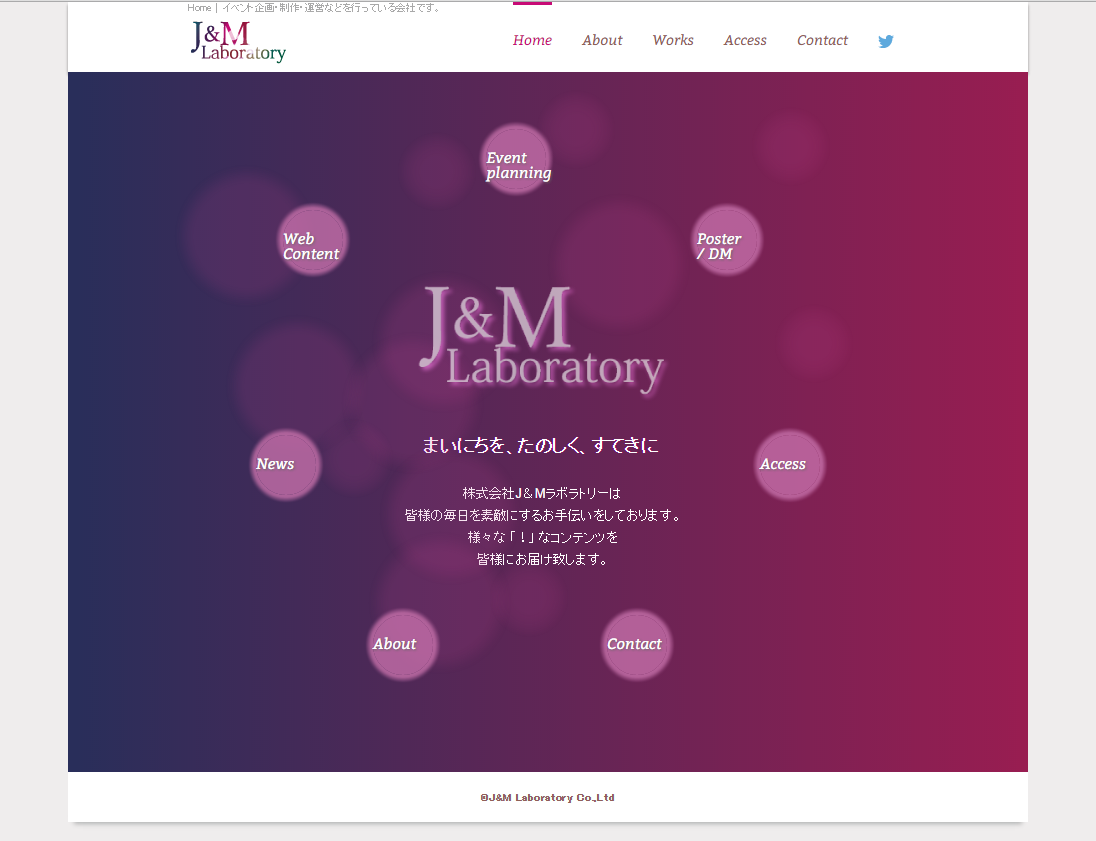 Home | イベント企画・制作・運営などを行っている会社です。
J&M
Laboratory
Home About Works Access Contact
Event
planning
Web
Content
Poster
/ DM
J&M
Laboratory
まいにちを、たのしく、すてきに
News
Access
株式会社J&Mラボラトリーは
皆様の毎日を素敵にするお手伝いをしております。
様々な「！」なコンテンツを
皆様にお届け致します。
About
Contact
©J&M Laboratory Co.,Ltd